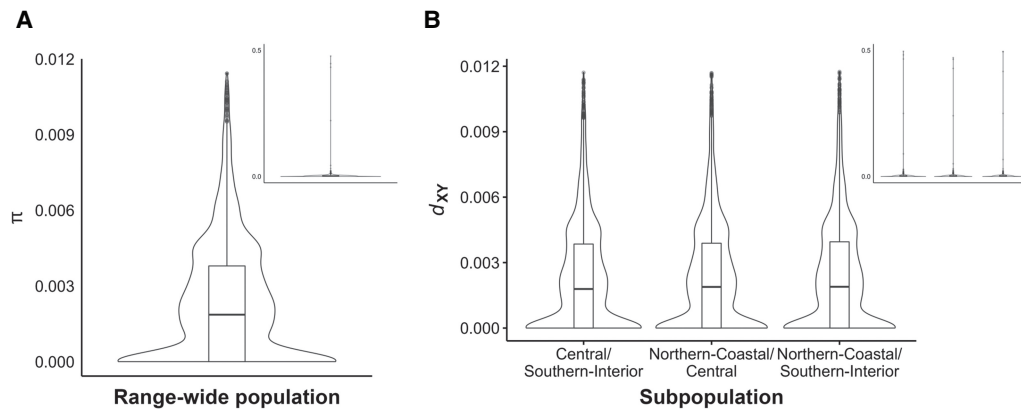 A
0.012
0.009
0.006
0.003
0.000
π
0.5
0.0
Range-wide population
B
0.012
0.009
0.006
0.003
0.000
dXY
0.5
0.0
Central/
Southern-Interior
Northern-Coastal/
Central
Northern-Coastal/
Southern-Interior
Subpopulation